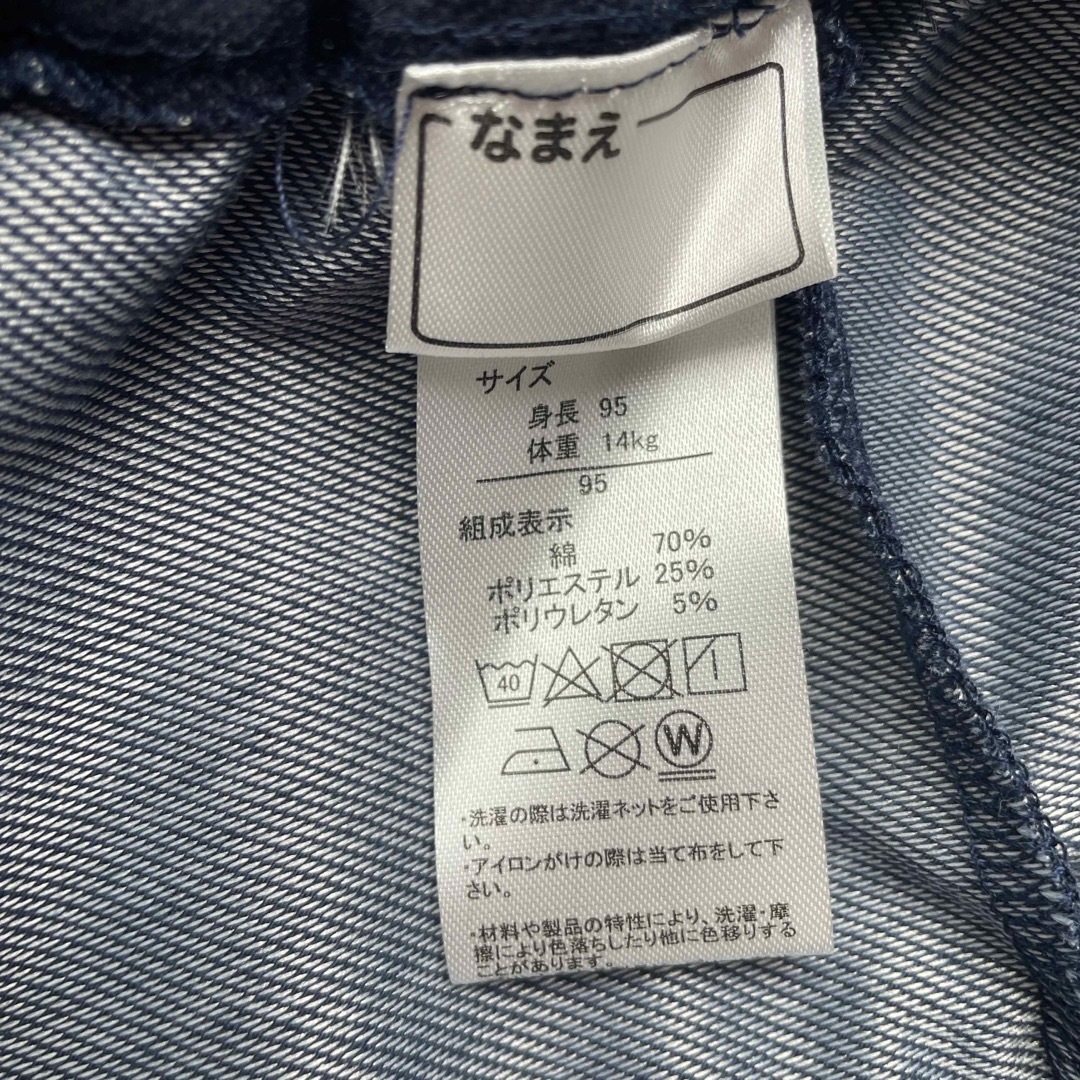 なまえ
サイズ
身長 95
体重 14kg
95
組成表示
綿 70%
ポリエステル 25%
ポリウレタン 5%
40
W
・洗濯の際は洗濯ネットをご使用下さ
い。
・アイロンがけの際は当て布をして下
さい。
・材料や製品の特性により、洗濯・摩
擦により色落ちしたり他に色移りする
ことがあります。